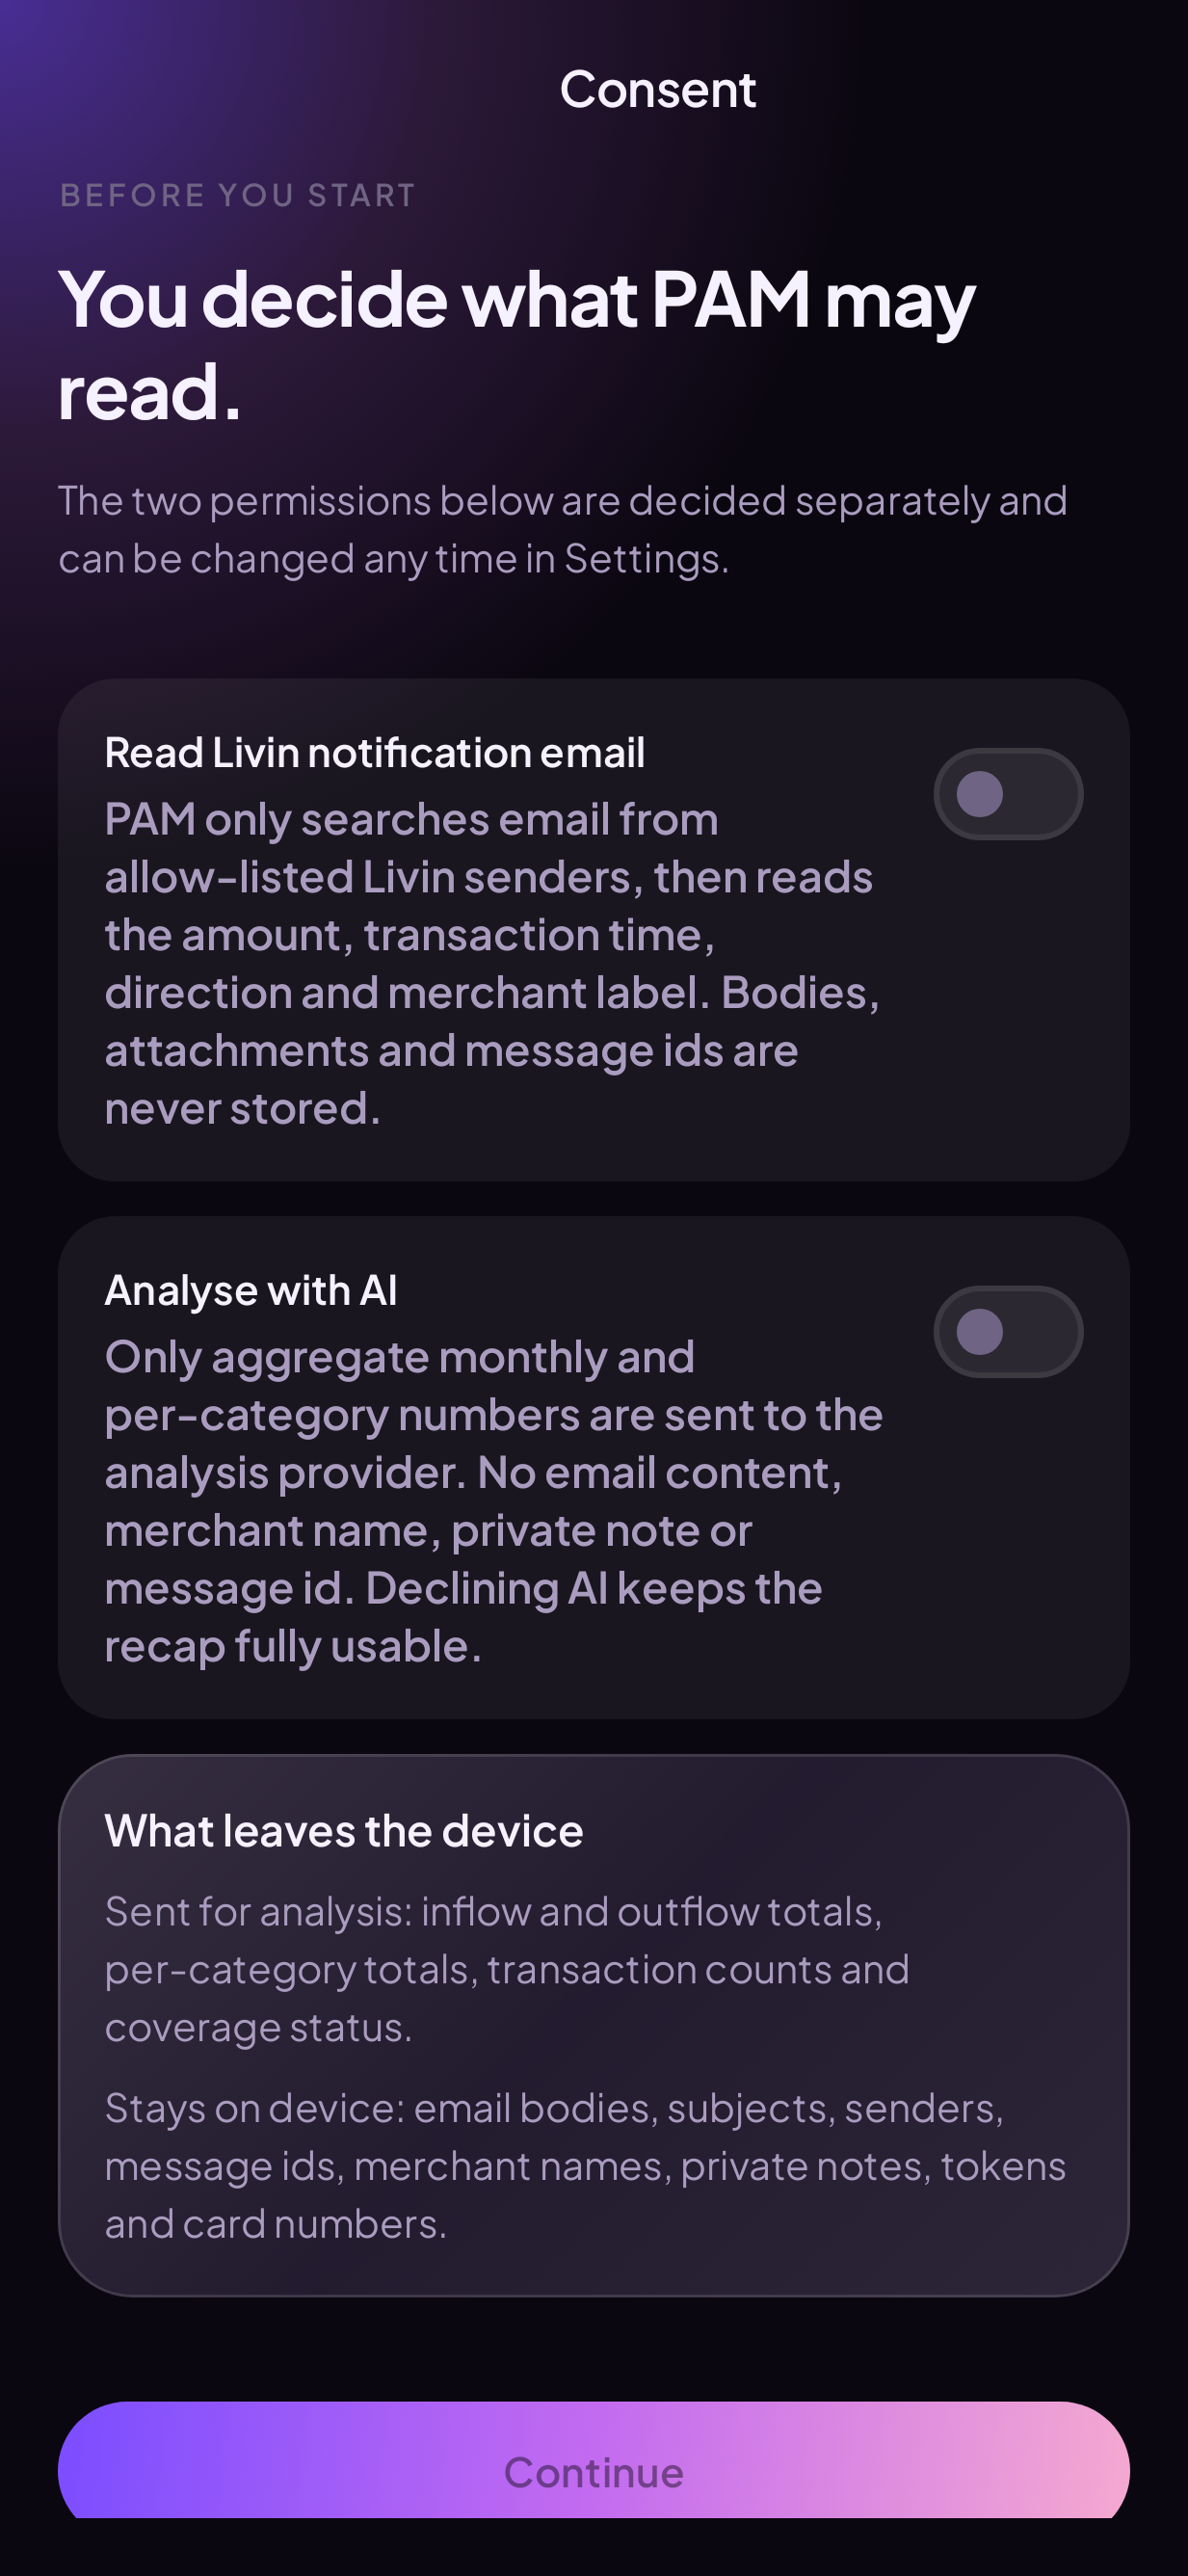 Consent
BEFORE YOU START
You decide what PAM may
read.
The two permissions below are decided separately and
can be changed any time in Settings.
Read Livin notification email
PAM only searches email from
allow-listed Livin senders, then reads
the amount, transaction time,
direction and merchant label. Bodies,
attachments and message ids are
never stored.
Analyse with AI
Only aggregate monthly and
per-category numbers are sent to the
analysis provider. No email content,
merchant name, private note or
message id. Declining AI keeps the
recap fully usable.
What leaves the device
Sent for analysis: inflow and outflow totals,
per-category totals, transaction counts and
coverage status.
Stays on device: email bodies, subjects, senders,
message ids, merchant names, private notes, tokens
and card numbers.
Continue